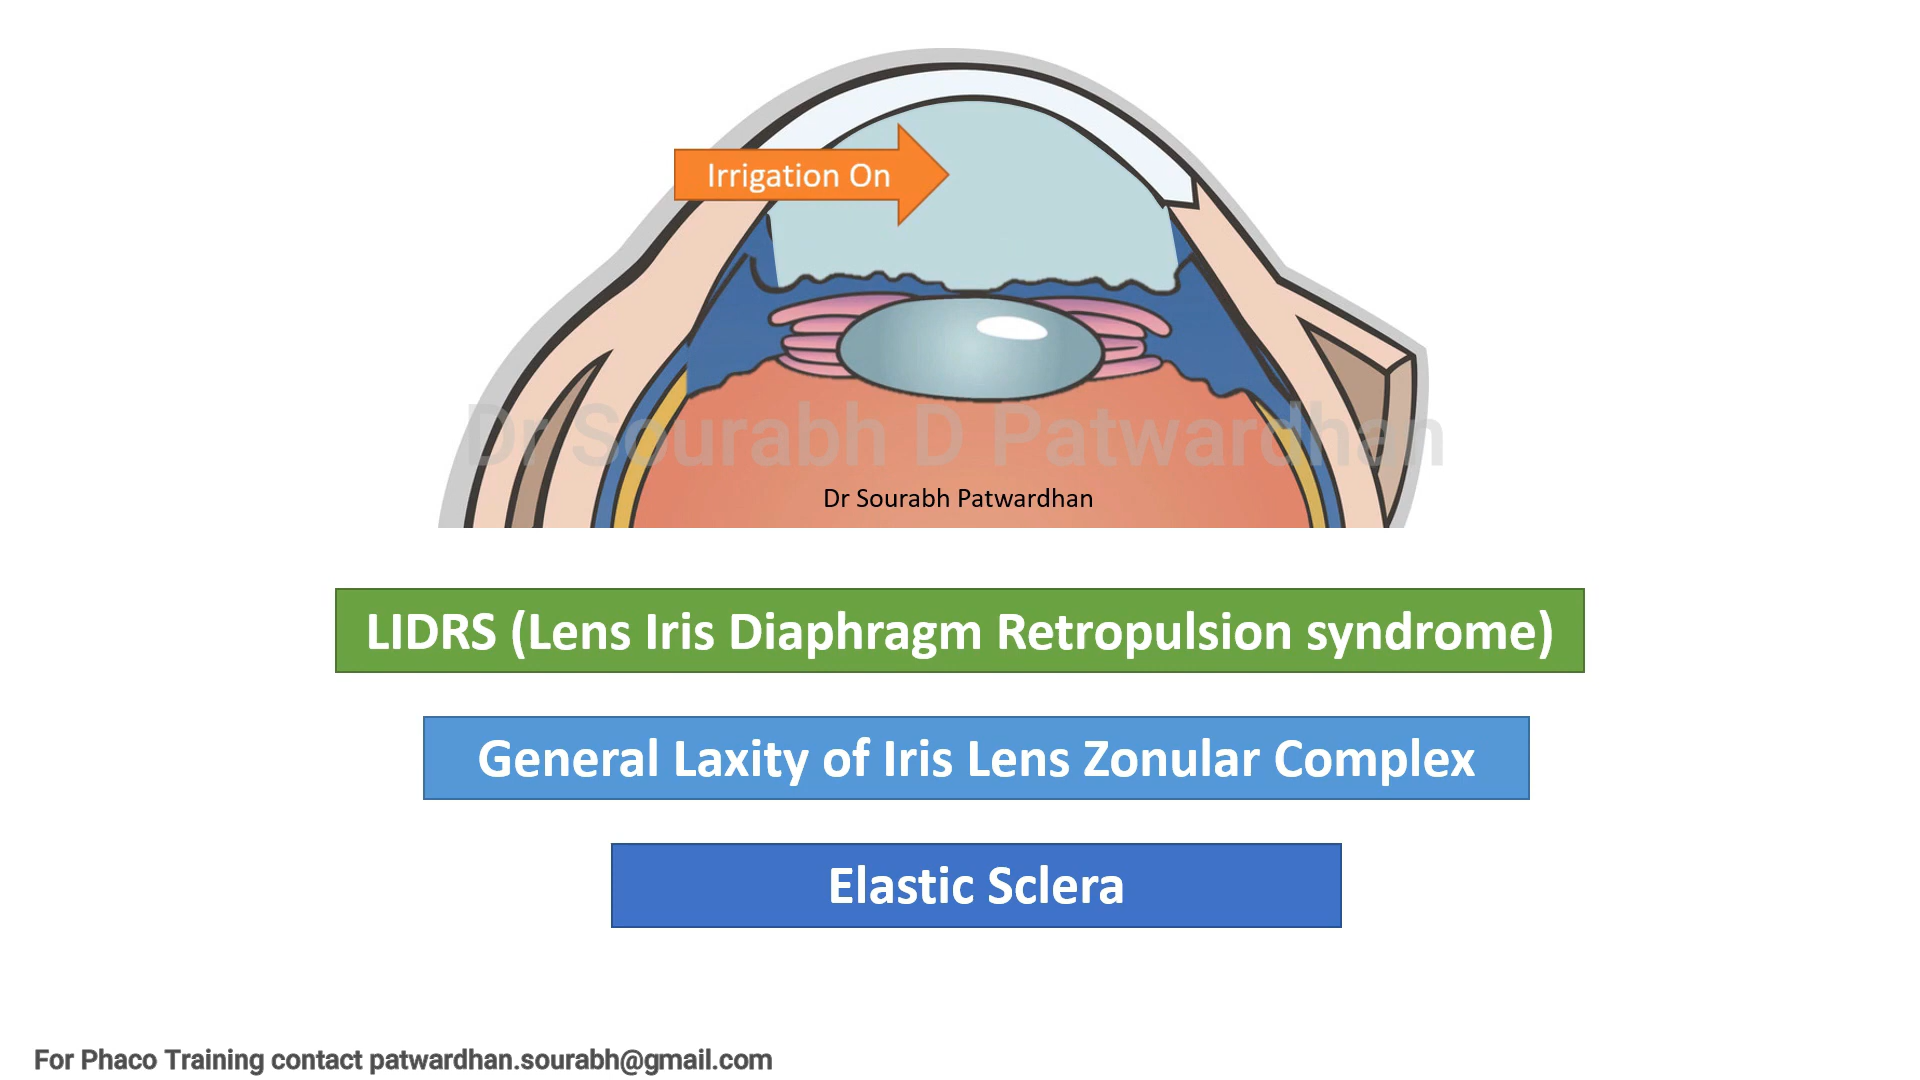 Irrigation On
Dr Sourabh D Patwardhan
Dr Sourabh Patwardhan
LIDRS (Lens Iris Diaphragm Retropulsion syndrome)
General Laxity of Iris Lens Zonular Complex
Elastic Sclera
For Phaco Training contact patwardhan.sourabh@gmail.com